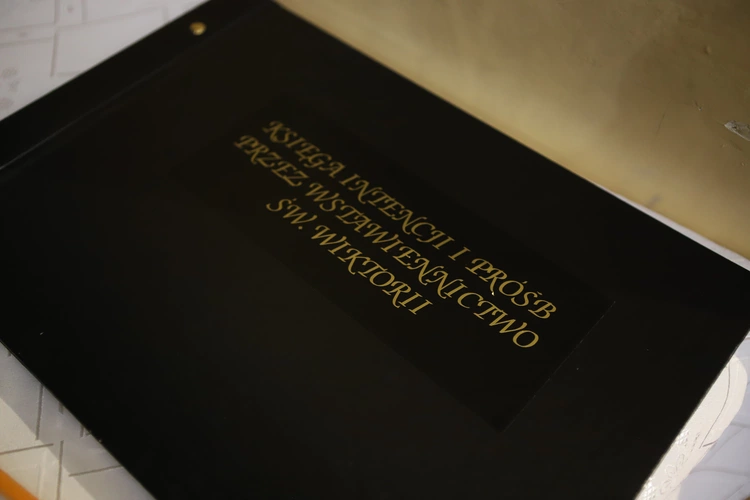 KSIĘGA INTENCJI I PRÓŚB
PRZEZ WSTAWIENNICTWO
ŚW. WIKTORII